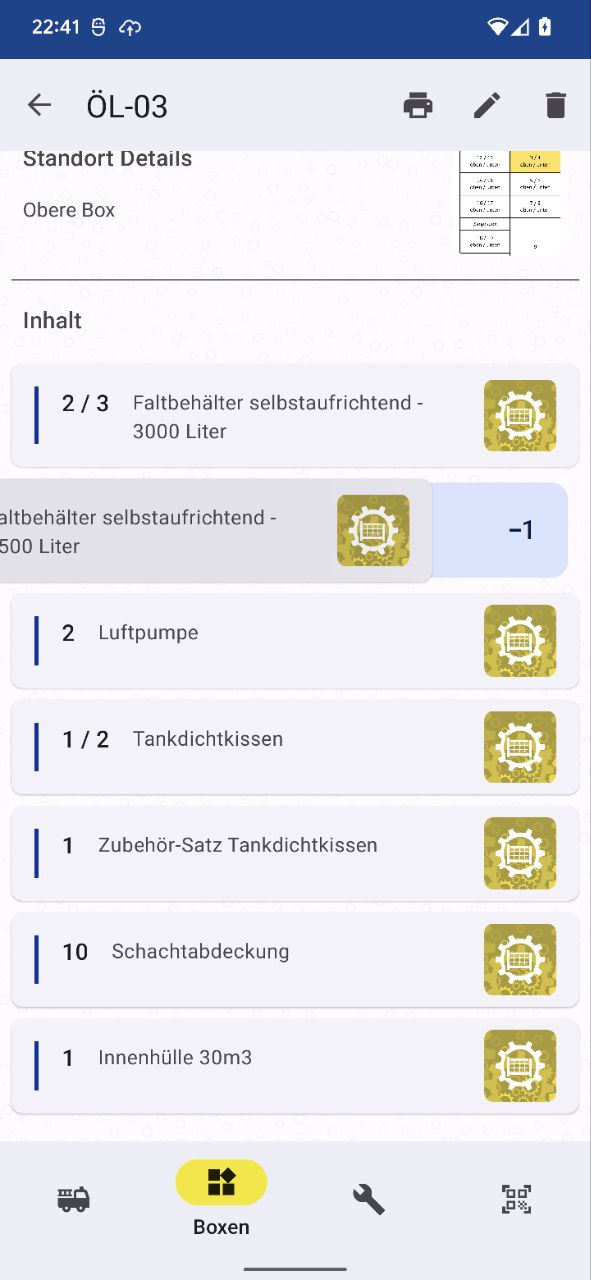 22:41
ÖL-03
Standort Details
Obere Box
Inhalt
2 / 3 Faltbehälter selbstaufrichtend -
3000 Liter
altbehälter selbstaufrichtend -
500 Liter
−1
2 Luftpumpe
1 / 2 Tankdichtkissen
1 Zubehör-Satz Tankdichtkissen
10 Schachtabdeckung
1 Innenhülle 30m3
Boxen